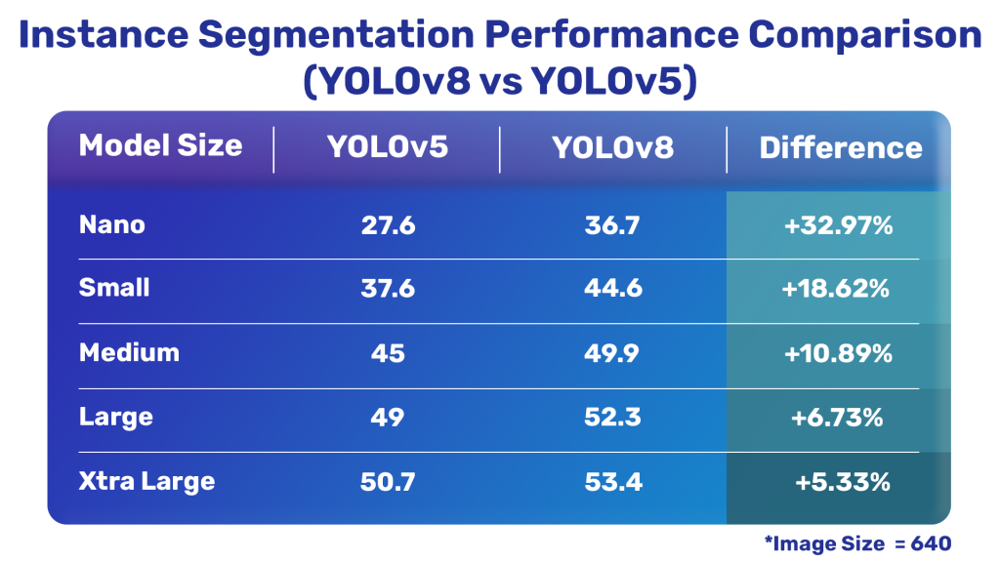 Instance Segmentation Performance Comparison
(YOLOv8 vs YOLOv5)
Model Size YOLOv5 YOLOv8 Difference
Nano 27.6 36.7 +32.97%
Small 37.6 44.6 +18.62%
Medium 45 49.9 +10.89%
Large 49 52.3 +6.73%
Xtra Large 50.7 53.4 +5.33%
*Image Size = 640